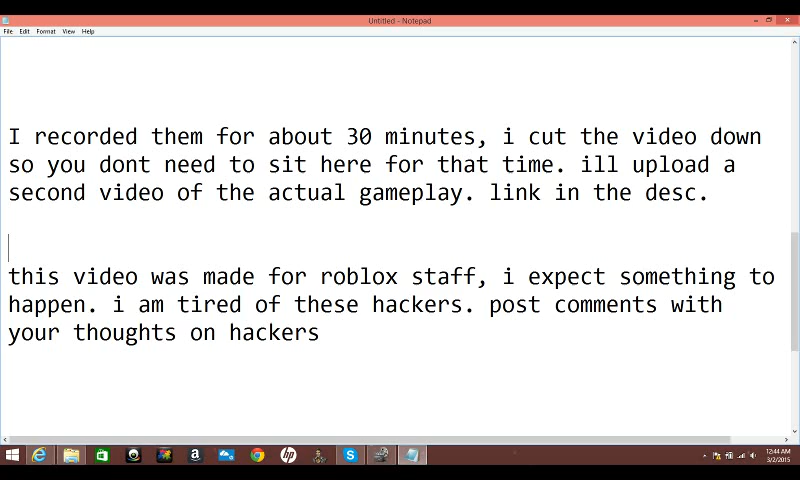 Untitled - Notepad
File Edit Format View Help
I recorded them for about 30 minutes, i cut the video down
so you dont need to sit here for that time. ill upload a
second video of the actual gameplay. link in the desc.
this video was made for roblox staff, i expect something to
happen. i am tired of these hackers. post comments with
your thoughts on hackers
12:44 AM
3/2/2015